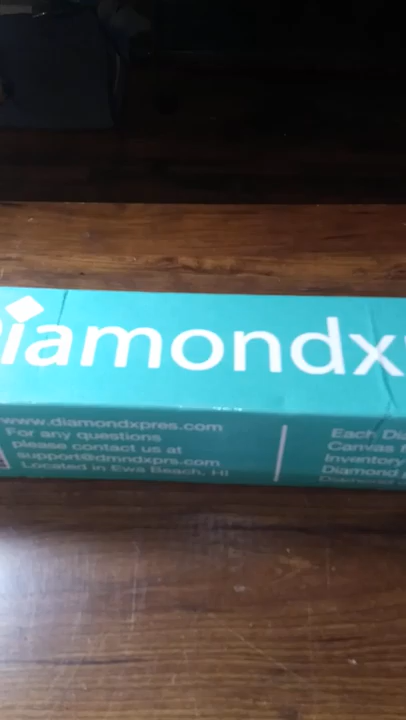 iamondx
www.diamondxpres.com
For any questions
please contact us at
support@dmndxprs.com
Located in Ewa Beach, HI
Each Dia
Canvas
Inventory
Diamond